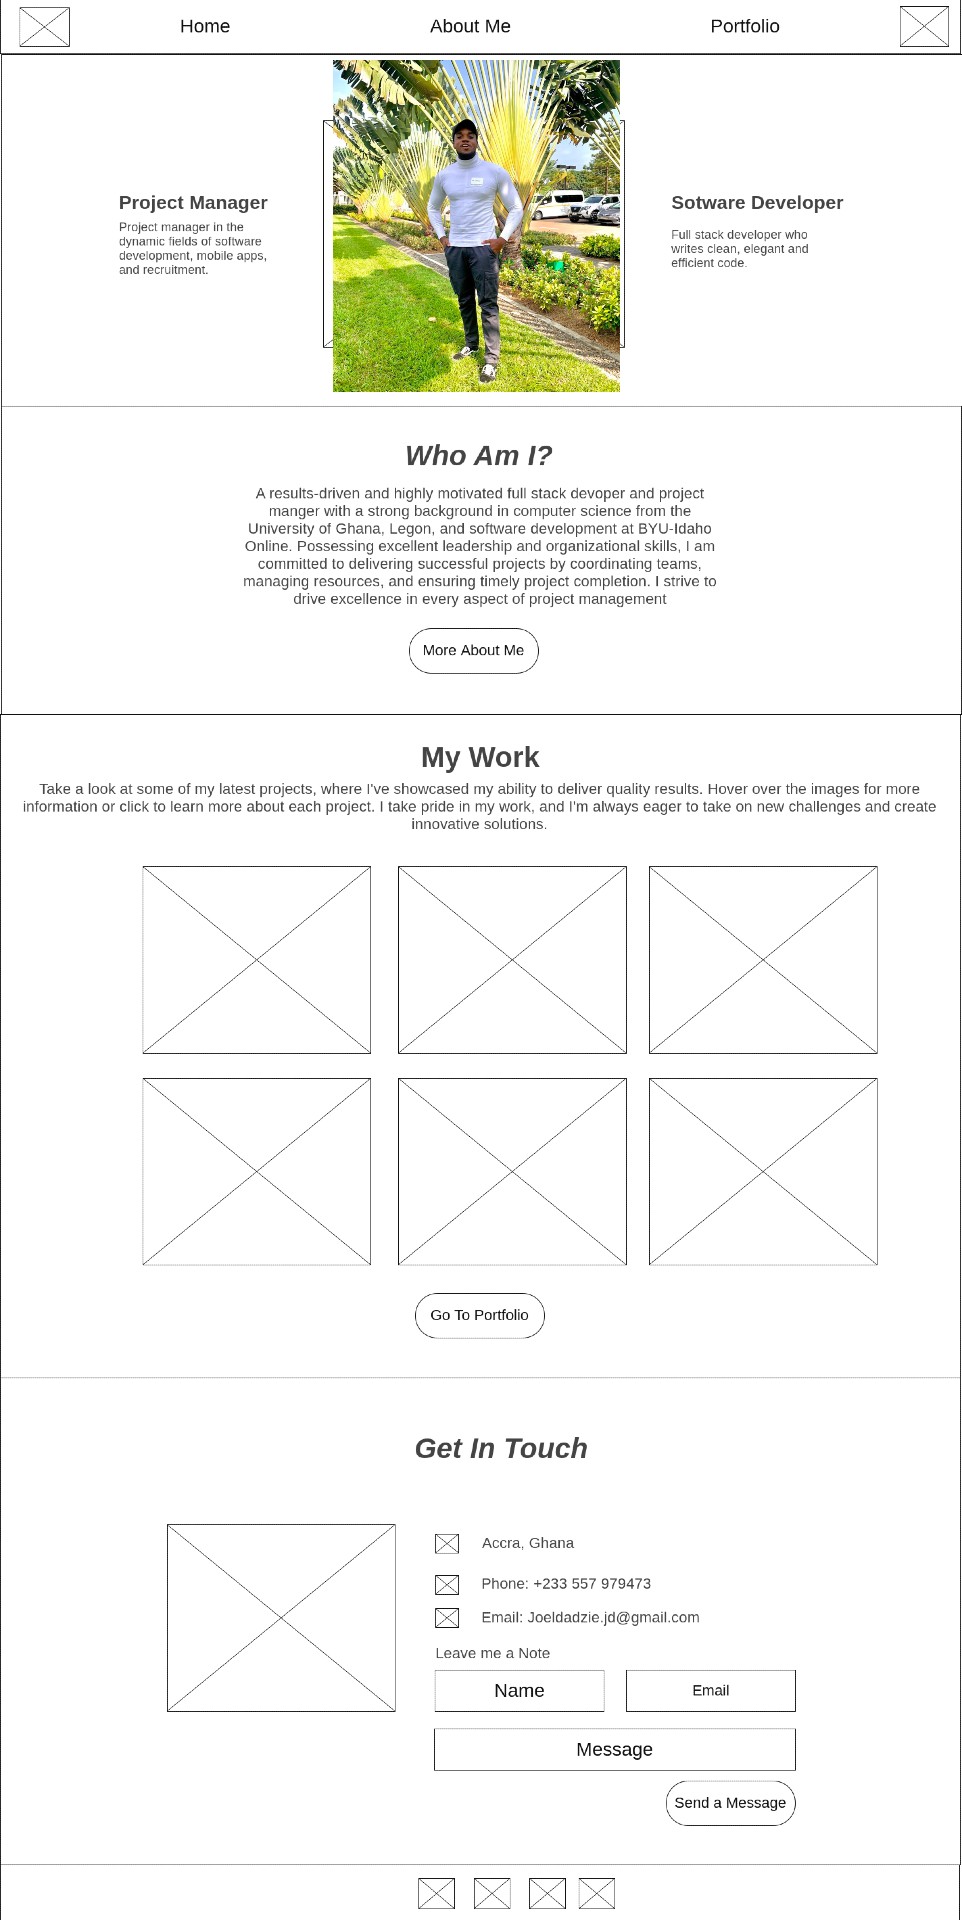 Home
About Me
Portfolio
Project Manager
Project manager in the
dynamic fields of software
development, mobile apps,
and recruitment.
Sotware Developer
Full stack developer who
writes clean, elegant and
efficient code.
Who Am I?
A results-driven and highly motivated full stack devoper and project
manger with a strong background in computer science from the
University of Ghana, Legon, and software development at BYU-Idaho
Online. Possessing excellent leadership and organizational skills, I am
committed to delivering successful projects by coordinating teams,
managing resources, and ensuring timely project completion. I strive to
drive excellence in every aspect of project management
More About Me
My Work
Take a look at some of my latest projects, where I've showcased my ability to deliver quality results. Hover over the images for more
information or click to learn more about each project. I take pride in my work, and I'm always eager to take on new challenges and create
innovative solutions.
Go To Portfolio
Get In Touch
Accra, Ghana
Phone: +233 557 979473
Email: Joeldadzie.jd@gmail.com
Leave me a Note
Name
Email
Message
Send a Message